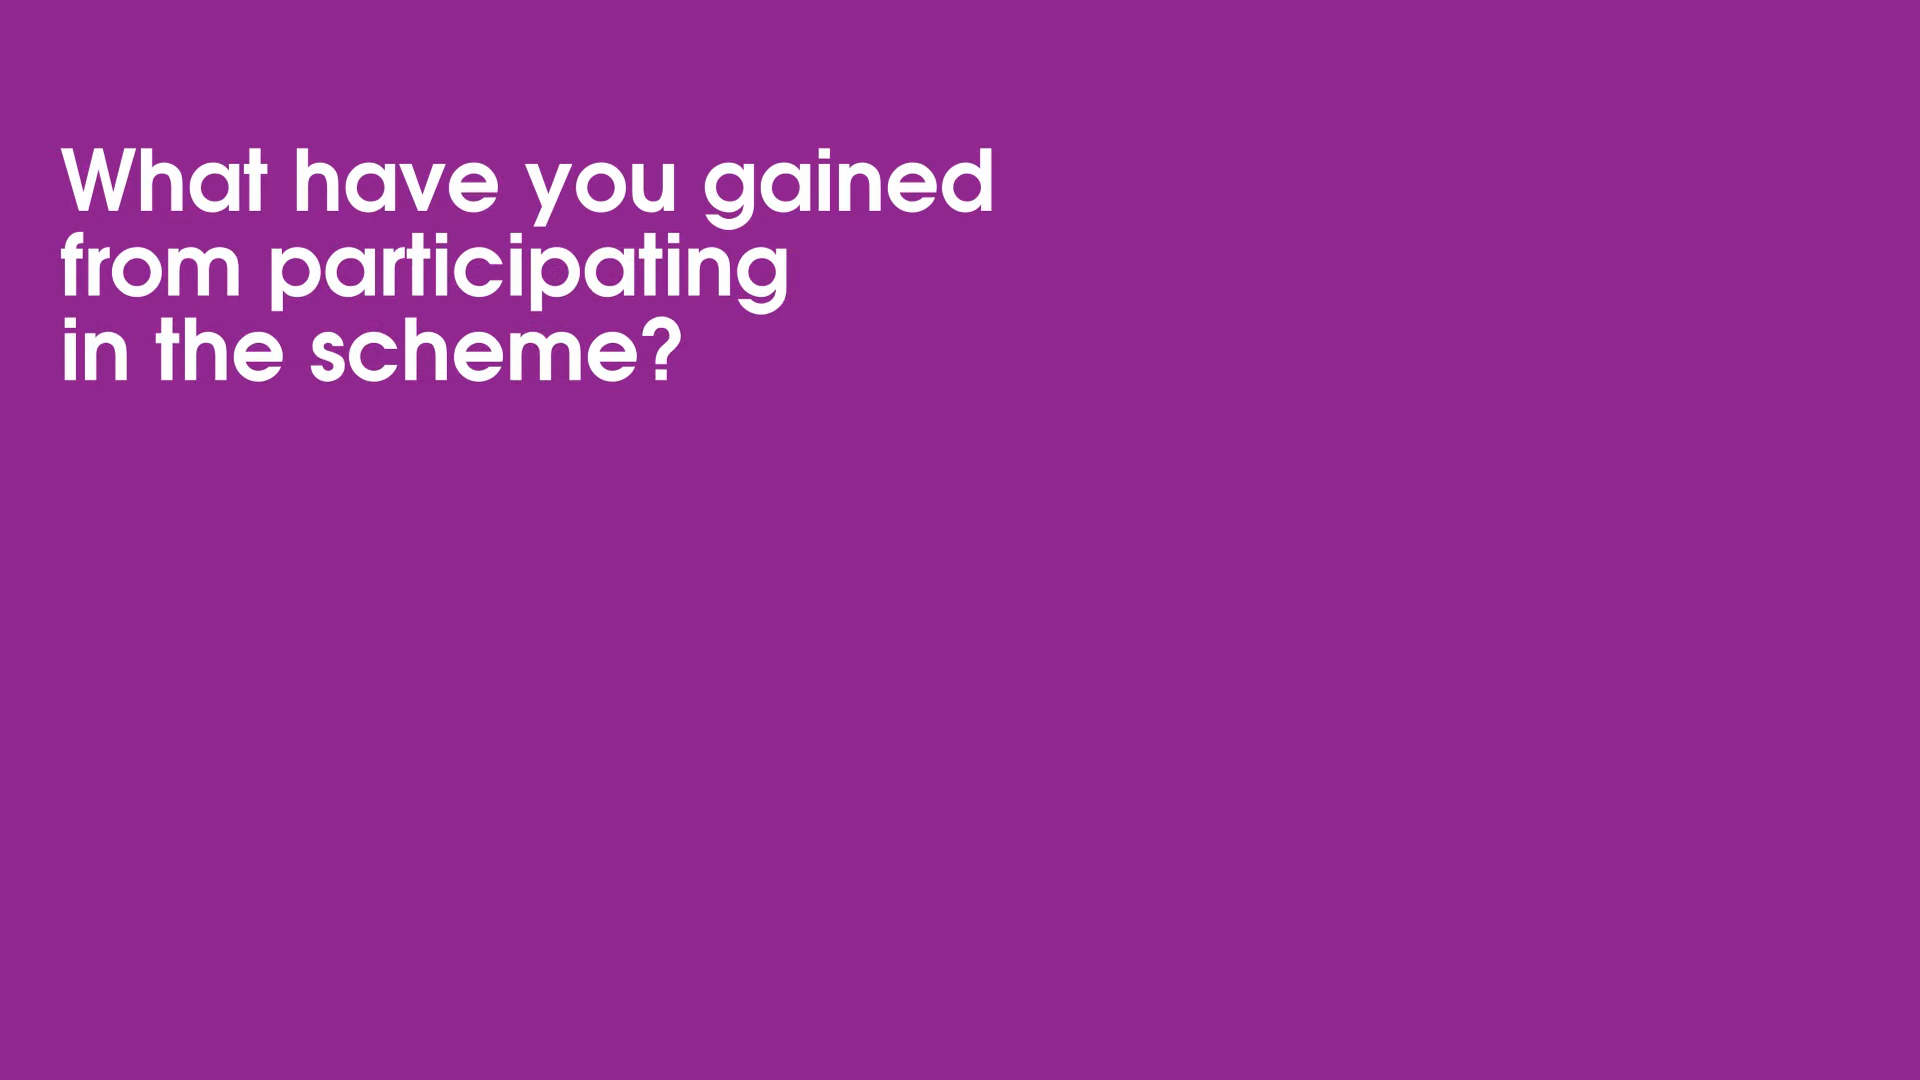 What have you gained
from participating
in the scheme?